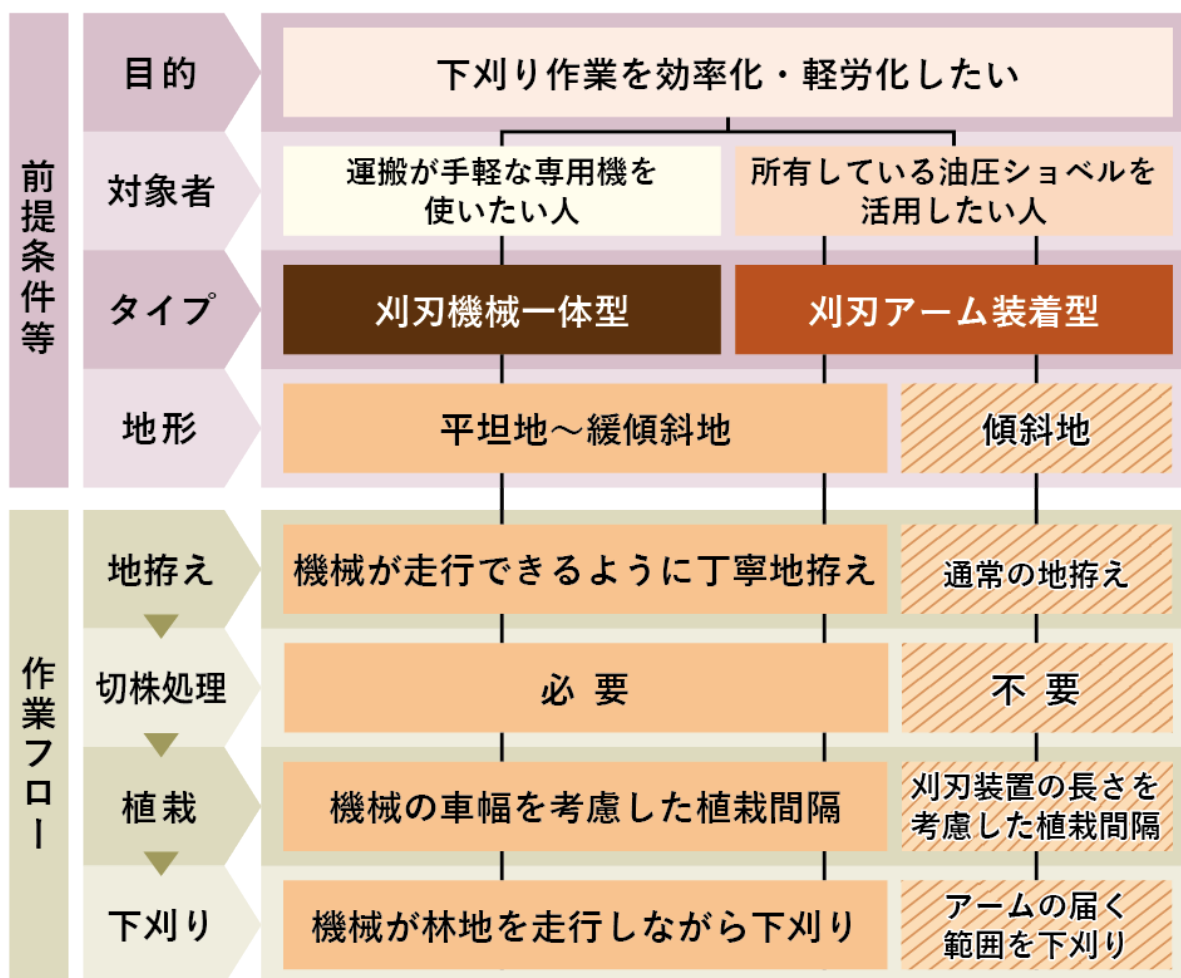 前提条件等
目的
下刈り作業を効率化・軽労化したい
対象者
運搬が手軽な専用機を
使いたい人
所有している油圧ショベルを
活用したい人
タイプ
刈刃機械一体型
刈刃アーム装着型
地形
平坦地～緩傾斜地
傾斜地
作業フロー
地拵え
機械が走行できるように丁寧地拵え
通常の地拵え
切株処理
必要
不要
植栽
機械の車幅を考慮した植栽間隔
刈刃装置の長さを
考慮した植栽間隔
下刈り
機械が林地を走行しながら下刈り
アームの届く
範囲を下刈り